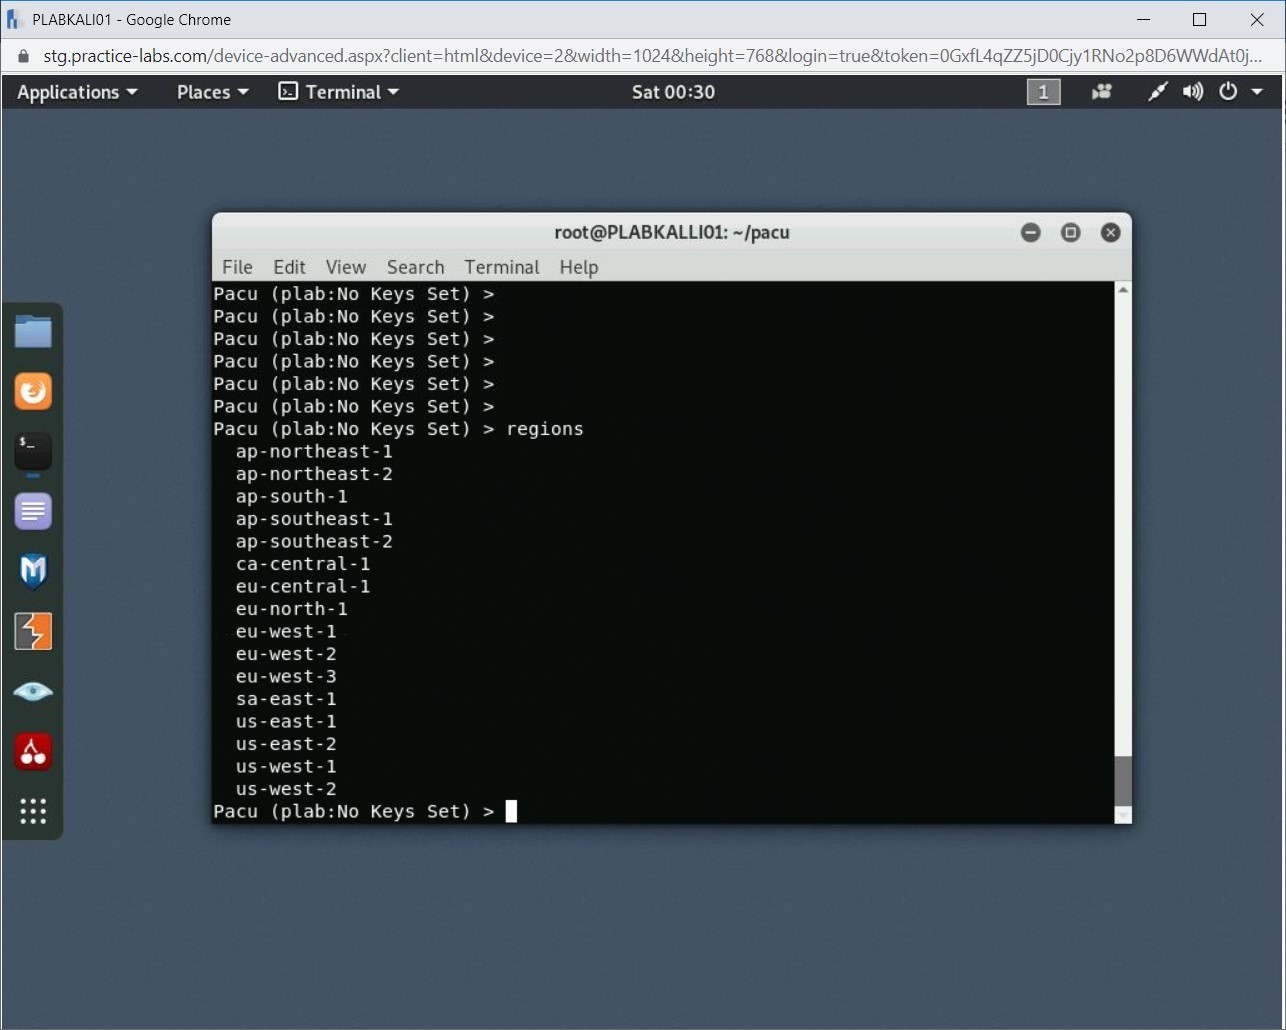 PLABKALI01 - Google Chrome
stg.practice-labs.com/device-advanced.aspx?client=html&device=2&width=1024&height=768&login=true&token=0GxfL4qZZ5jD0Cjy1RNo2p8D6WWdAt0j...
Applications Places Terminal Sat 00:30 1
root@PLABKALLI01: ~/pacu
File Edit View Search Terminal Help
Pacu (plab:No Keys Set) >
Pacu (plab:No Keys Set) >
Pacu (plab:No Keys Set) >
Pacu (plab:No Keys Set) >
Pacu (plab:No Keys Set) >
Pacu (plab:No Keys Set) >
Pacu (plab:No Keys Set) > regions
ap-northeast-1
ap-northeast-2
ap-south-1
ap-southeast-1
ap-southeast-2
ca-central-1
eu-central-1
eu-north-1
eu-west-1
eu-west-2
eu-west-3
sa-east-1
us-east-1
us-east-2
us-west-1
us-west-2
Pacu (plab:No Keys Set) >